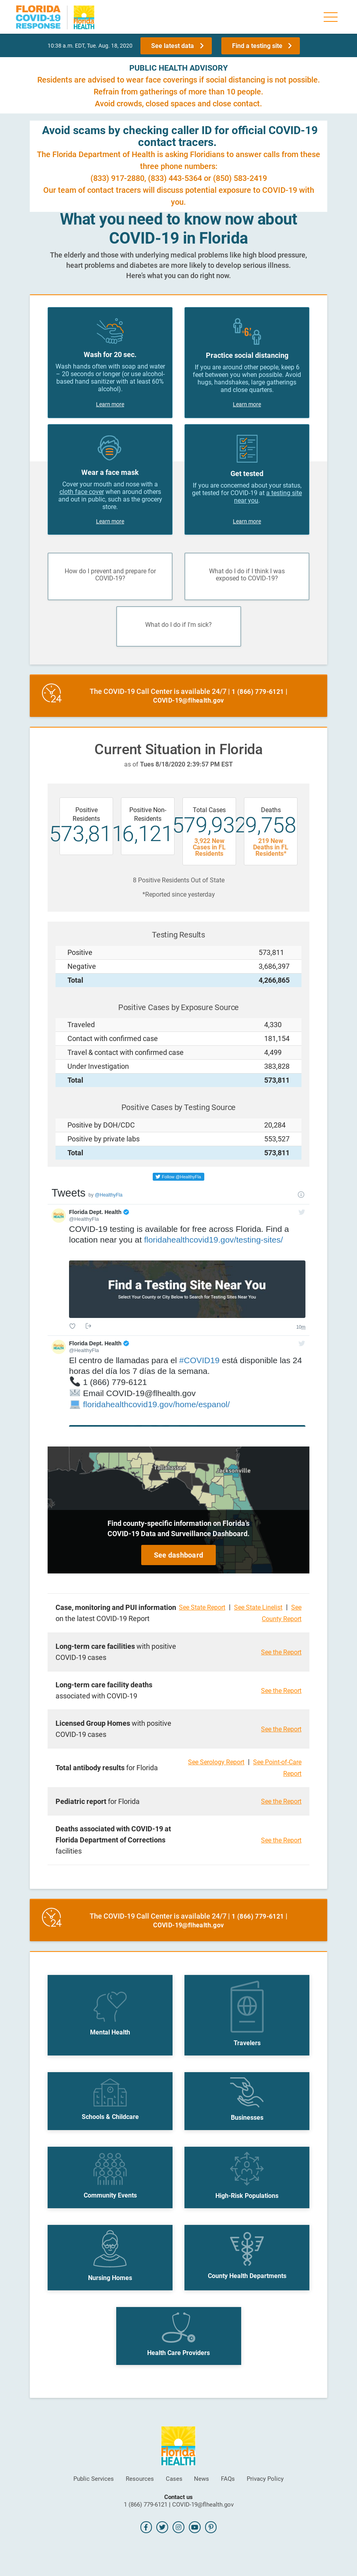 FLORIDA
COVID-19
RESPONSE
Florida
HEALTH
10:38 a.m. EDT, Tue. Aug. 18, 2020
See latest data
Find a testing site
PUBLIC HEALTH ADVISORY
Residents are advised to wear face coverings if social distancing is not possible.
Refrain from gatherings of more than 10 people.
Avoid crowds, closed spaces and close contact.
Avoid scams by checking caller ID for official COVID-19
contact tracers.
The Florida Department of Health is asking Floridians to answer calls from these
three phone numbers:
(833) 917-2880, (833) 443-5364 or (850) 583-2419
Our team of contact tracers will discuss potential exposure to COVID-19 with
you.
What you need to know now about
COVID-19 in Florida
The elderly and those with underlying medical problems like high blood pressure,
heart problems and diabetes are more likely to develop serious illness.
Here's what you can do right now.
Wash for 20 sec.
Wash hands often with soap and water
– 20 seconds or longer (or use alcohol-
based hand sanitizer with at least 60%
alcohol).
Learn more
6'
Practice social distancing
If you are around other people, keep 6
feet between you when possible. Avoid
hugs, handshakes, large gatherings
and close quarters.
Learn more
Wear a face mask
Cover your mouth and nose with a
cloth face cover when around others
and out in public, such as the grocery
store.
Learn more
Get tested
If you are concerned about your status,
get tested for COVID-19 at a testing site
near you.
Learn more
How do I prevent and prepare for
COVID-19?
What do I do if I think I was
exposed to COVID-19?
What do I do if I'm sick?
24
The COVID-19 Call Center is available 24/7 | 1 (866) 779-6121 |
COVID-19@flhealth.gov
Current Situation in Florida
as of Tues 8/18/2020 2:39:57 PM EST
Positive
Residents
573,811
Positive Non-
Residents
6,121
Total Cases
579,932
3,922 New
Cases in FL
Residents
Deaths
9,758
219 New
Deaths in FL
Residents*
8 Positive Residents Out of State
*Reported since yesterday
Testing Results
Positive 573,811
Negative 3,686,397
Total 4,266,865
Positive Cases by Exposure Source
Traveled 4,330
Contact with confirmed case 181,154
Travel & contact with confirmed case 4,499
Under Investigation 383,828
Total 573,811
Positive Cases by Testing Source
Positive by DOH/CDC 20,284
Positive by private labs 553,527
Total 573,811
Follow @HealthyFla
Tweets by @HealthyFla
Florida Dept. Health
@HealthyFla
COVID-19 testing is available for free across Florida. Find a
location near you at floridahealthcovid19.gov/testing-sites/
Find a Testing Site Near You
Select Your County or City Below to Search for Testing Sites Near You
10m
Florida Dept. Health
@HealthyFla
El centro de llamadas para el #COVID19 está disponible las 24
horas del día los 7 días de la semana.
1 (866) 779-6121
Email COVID-19@flhealth.gov
floridahealthcovid19.gov/home/espanol/
Tallahassee
Jacksonville
Find county-specific information on Florida's
COVID-19 Data and Surveillance Dashboard.
See dashboard
Case, monitoring and PUI information
on the latest COVID-19 Report
See State Report | See State Linelist | See
County Report
Long-term care facilities with positive
COVID-19 cases
See the Report
Long-term care facility deaths
associated with COVID-19
See the Report
Licensed Group Homes with positive
COVID-19 cases
See the Report
Total antibody results for Florida
See Serology Report | See Point-of-Care
Report
Pediatric report for Florida
See the Report
Deaths associated with COVID-19 at
Florida Department of Corrections
facilities
See the Report
24
The COVID-19 Call Center is available 24/7 | 1 (866) 779-6121 |
COVID-19@flhealth.gov
Mental Health
Travelers
Schools & Childcare
Businesses
Community Events
High-Risk Populations
Nursing Homes
County Health Departments
Health Care Providers
Florida
HEALTH
Public Services
Resources
Cases
News
FAQs
Privacy Policy
Contact us
1 (866) 779-6121 | COVID-19@flhealth.gov